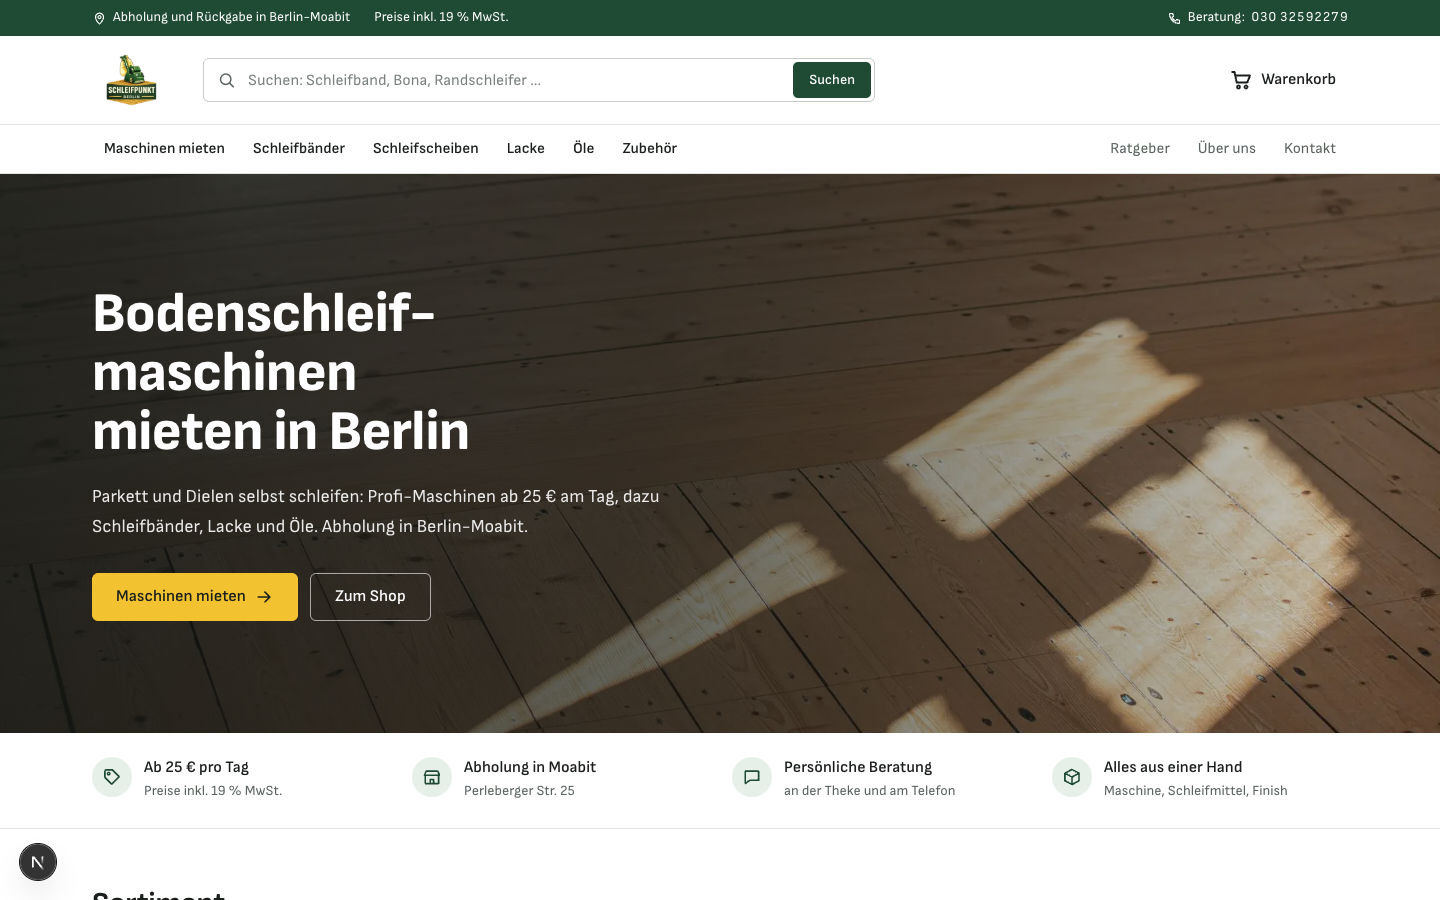 Abholung und Rückgabe in Berlin-Moabit
Preise inkl. 19 % MwSt.
Beratung: 030 32592279
SCHLEIFPUNKT
BERLIN
Suchen: Schleifband, Bona, Randschleifer ...
Suchen
Warenkorb
Maschinen mieten
Schleifbänder
Schleifscheiben
Lacke
Öle
Zubehör
Ratgeber
Über uns
Kontakt
Bodenschleif-
maschinen
mieten in Berlin
Parkett und Dielen selbst schleifen: Profi-Maschinen ab 25 € am Tag, dazu
Schleifbänder, Lacke und Öle. Abholung in Berlin-Moabit.
Maschinen mieten
Zum Shop
Ab 25 € pro Tag
Preise inkl. 19 % MwSt.
Abholung in Moabit
Perleberger Str. 25
Persönliche Beratung
an der Theke und am Telefon
Alles aus einer Hand
Maschine, Schleifmittel, Finish
N
Sortiment